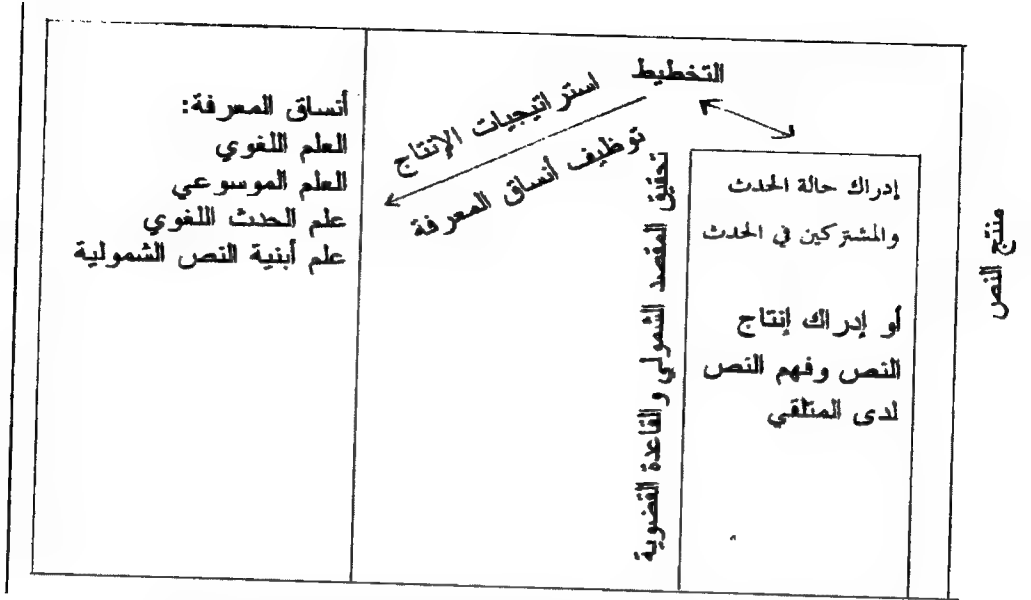 منتج النص
التخطيط
إدراك حالة الحدث
والمشتركين في الحدث
أو إدراك إنتاج
النص وفهم النص
لدى المتلقي
تحقيق المقصد الشمولي والقاعدة القضوية
استراتيجيات الإنتاج
توظيف أنساق المعرفة
أنساق المعرفة:
العلم اللغوي
العلم الموسوعي
علم الحدث اللغوي
علم أبنية النص الشمولية